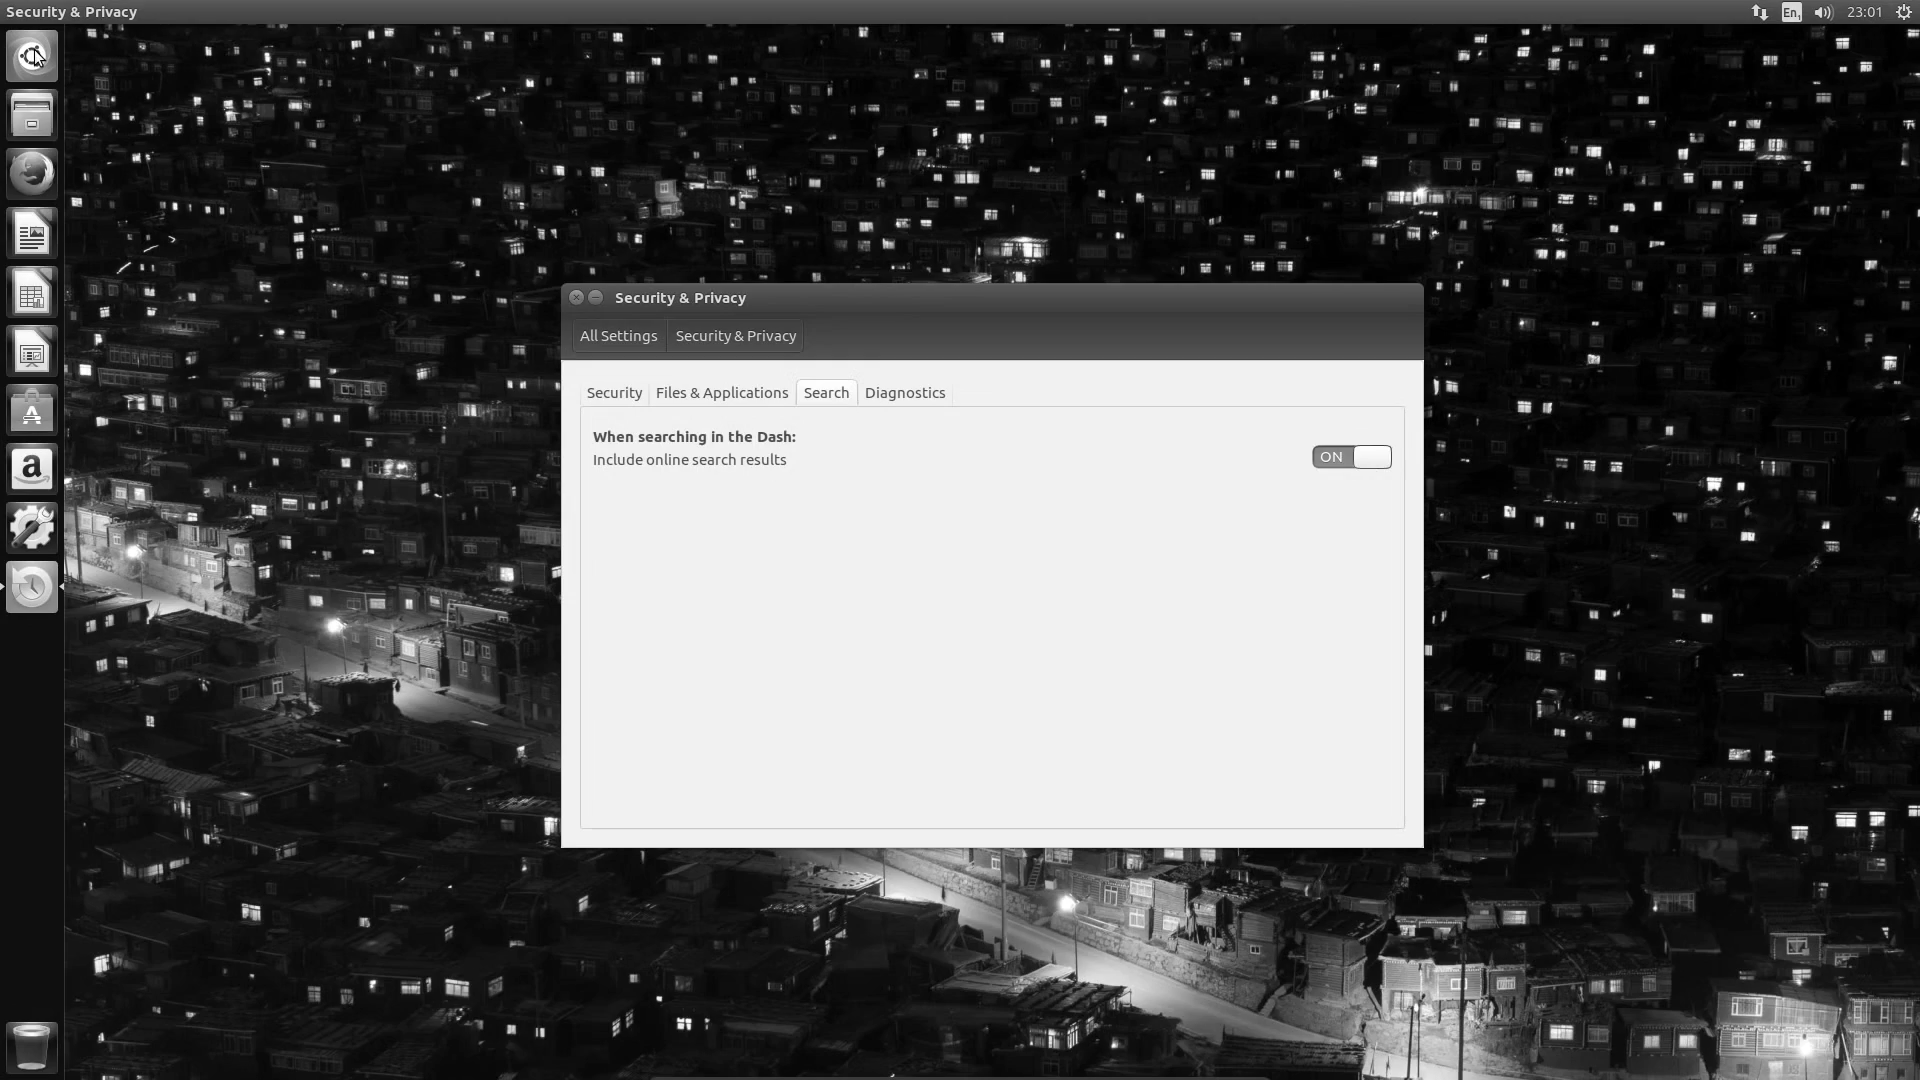 Security & Privacy
En1
23:01
Security & Privacy
All Settings
Security & Privacy
Security
Files & Applications
Search
Diagnostics
When searching in the Dash:
Include online search results
ON
a
A